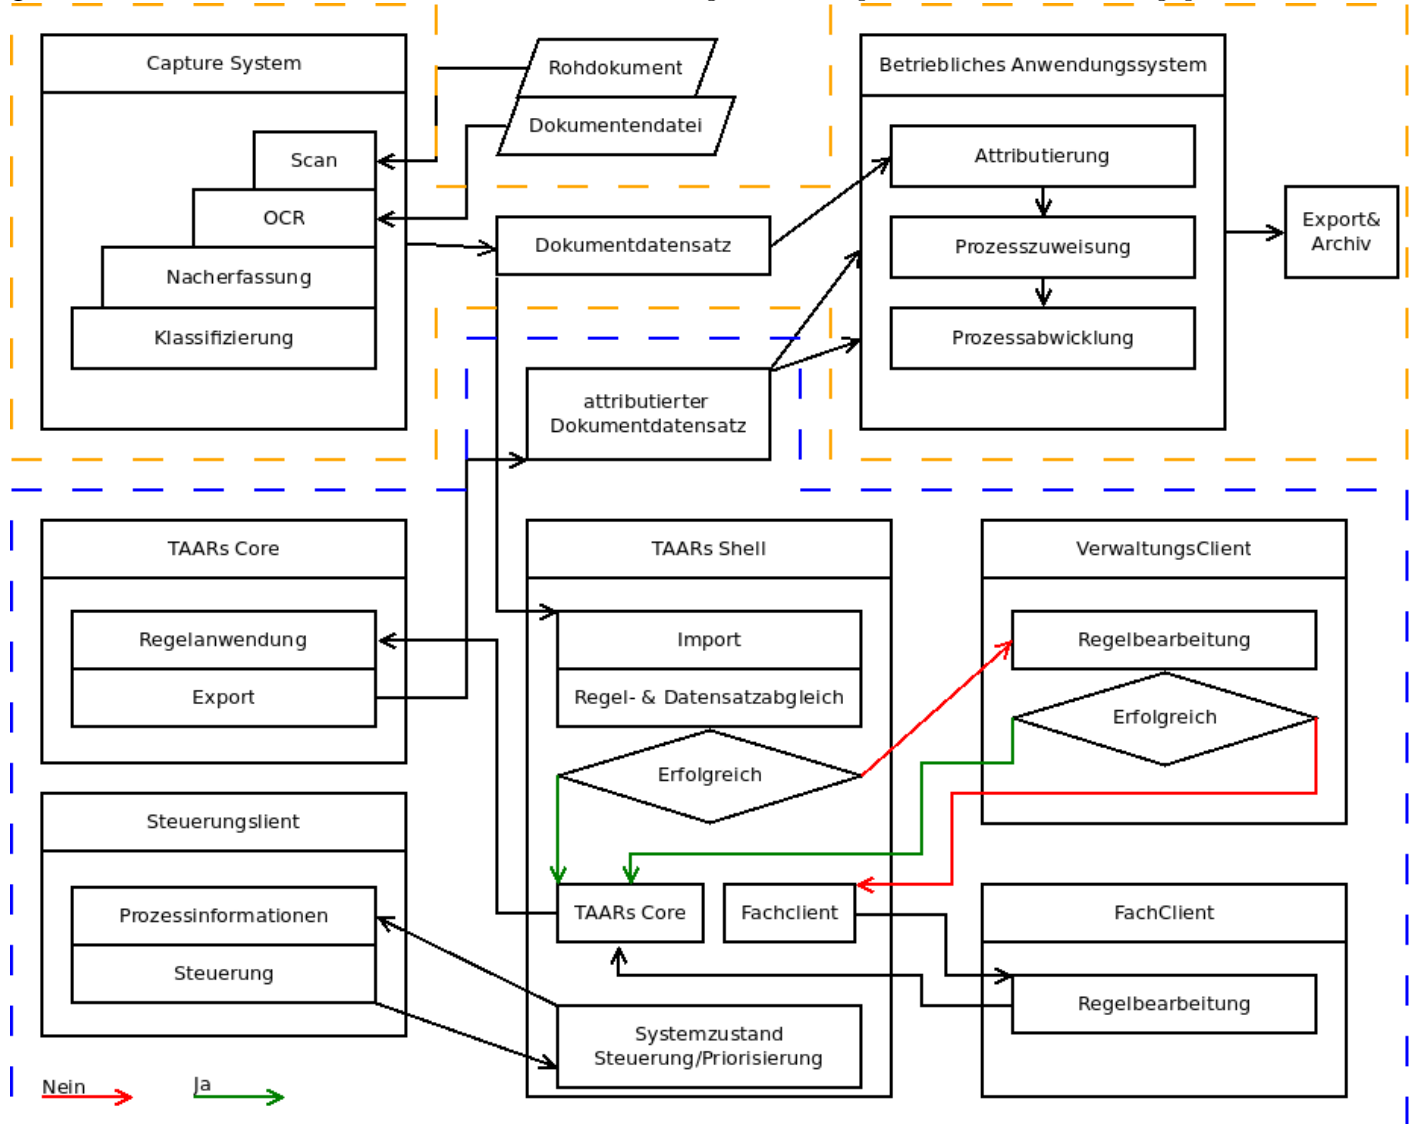 Capture System
Scan
OCR
Nacherfassung
Klassifizierung
Rohdokument
Dokumentendatei
Dokumentdatensatz
attributierter
Dokumentdatensatz
Betriebliches Anwendungssystem
Attributierung
Prozesszuweisung
Prozessabwicklung
Export&
Archiv
TAARs Core
Regelanwendung
Export
TAARs Shell
Import
Regel- & Datensatzabgleich
Erfolgreich
TAARs Core
Fachclient
Systemzustand
Steuerung/Priorisierung
VerwaltungsClient
Regelbearbeitung
Erfolgreich
Steuerungslient
Prozessinformationen
Steuerung
FachClient
Regelbearbeitung
Nein
Ja